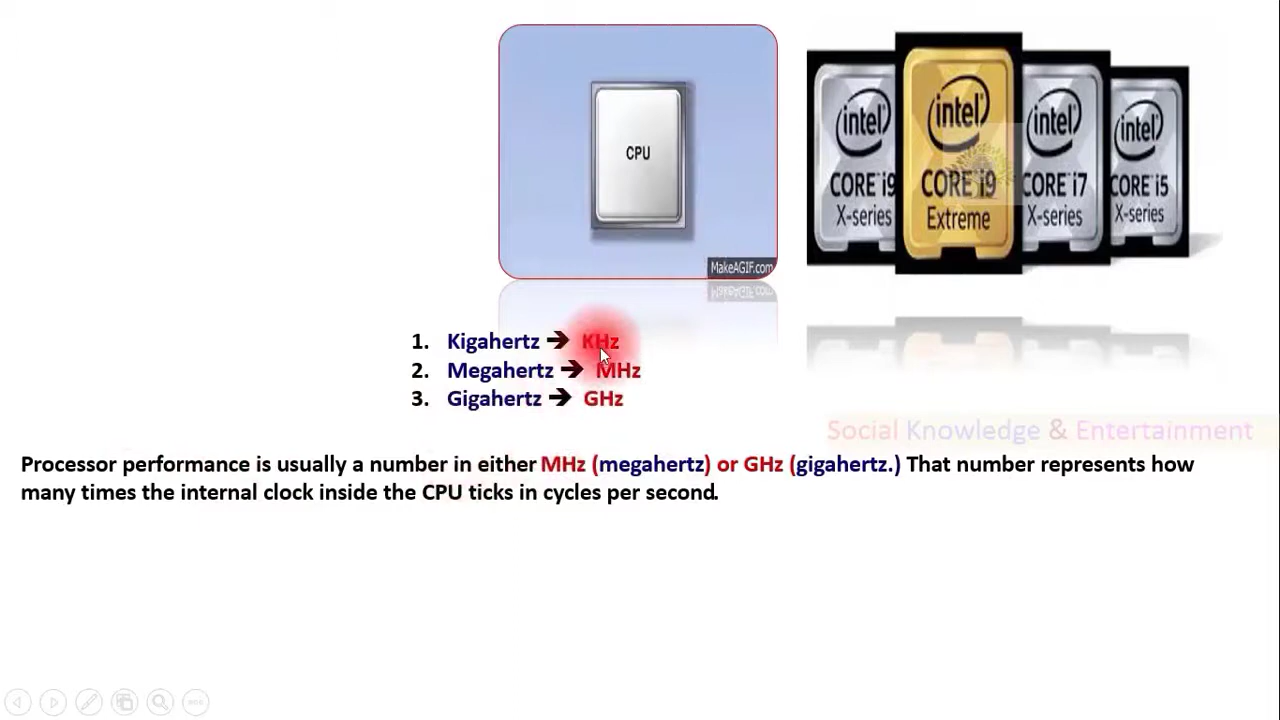 CPU
MakeAGIF.com
intel
CORE i9
X-series
intel
CORE i9
Extreme
intel
CORE i7
X-series
intel
CORE i5
X-series
1. Kigahertz ➔ KHz
2. Megahertz ➔ MHz
3. Gigahertz ➔ GHz
Social Knowledge & Entertainment
Processor performance is usually a number in either MHz (megahertz) or GHz (gigahertz.) That number represents how
many times the internal clock inside the CPU ticks in cycles per second.